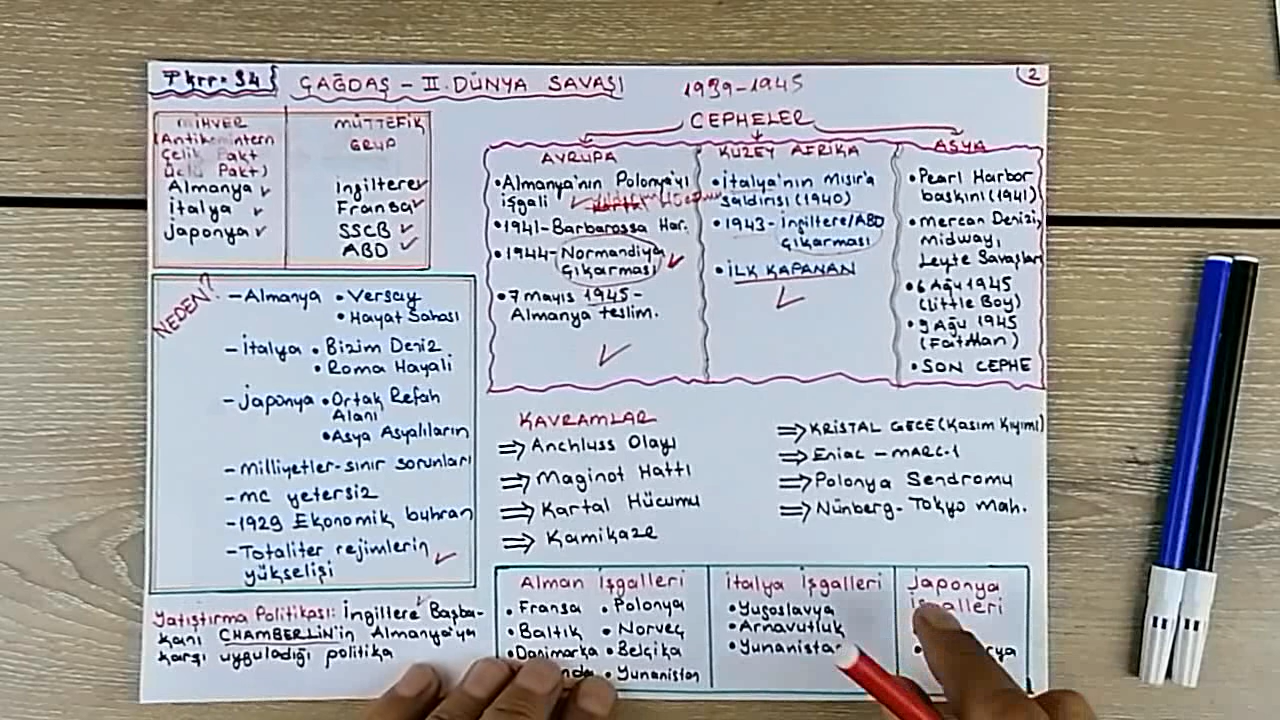 Tkrr. 34
ÇAĞDAŞ – II. DÜNYA SAVAŞI
1939-1945
2
MİHVER
(Antikomintern
Çelik Pakt
Üçlü Pakt)
Almanya
İtalya
Japonya
MÜTTEFİK
GRUP
İngiltere
Fransa
SSCB
ABD
CEPHELER
AVRUPA
• Almanya'nın Polonya'yı
işgali
• 1941-Barbarossa Har.
• 1944-Normandiya
Çıkarması
• 7 Mayıs 1945-
Almanya teslim.
KUZEY AFRİKA
• İtalya'nın Mısır'a
saldırısı (1940)
• 1943-İngiltere/ABD
Çıkarması
• İLK KAPANAN
ASYA
• Pearl Harbor
baskını (1941)
• Mercan Denizi,
Midway,
Leyte Savaşları
• 6 Ağu 1945
(Little Boy)
• 9 Ağu 1945
(FatMan)
• SON CEPHE
NEDEN?
– Almanya • Versay
• Hayat Sahası
– İtalya • Bizim Deniz
• Roma Hayali
– Japonya • Ortak Refah
Alanı
• Asya Asyalıların
– Milliyetler-sınır sorunları
– MC yetersiz
– 1929 Ekonomik buhran
– Totaliter rejimlerin
yükselişi
KAVRAMLAR
⇒ Anchluss Olayı
⇒ Maginot Hattı
⇒ Kartal Hücumu
⇒ Kamikaze
⇒ KRİSTAL GECE (Kasım Kıyımı)
⇒ Eniac – MARC-1
⇒ Polonya Sendromu
⇒ Nünberg- Tokyo Mah.
Yatıştırma Politikası: İngiltere Başba-
kanı CHAMBERLİN'in Almanya'ya
karşı uyguladığı politika
Alman İşgalleri
• Fransa • Polonya
• Baltık • Norveç
• Danimarka • Belçika
• Yunanistan
İtalya İşgalleri
• Yugoslavya
• Arnavutluk
• Yunanistan
Japonya
İşgalleri